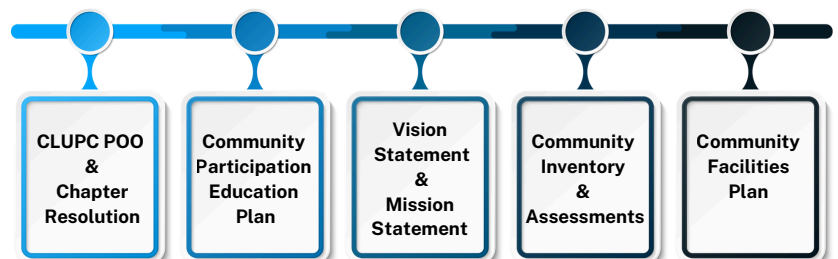 CLUPC POO
&
Chapter
Resolution
Community
Participation
Education
Plan
Vision
Statement
&
Mission
Statement
Community
Inventory
&
Assessments
Community
Facilities
Plan